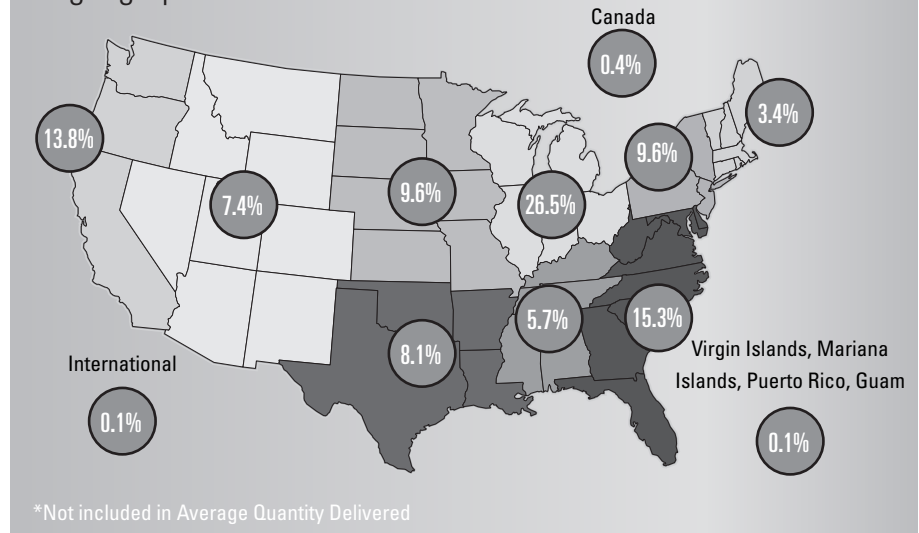 Canada
0.4%
3.4%
13.8%
9.6%
7.4%
9.6%
26.5%
5.7%
15.3%
8.1%
Virgin Islands, Mariana
Islands, Puerto Rico, Guam
0.1%
International
0.1%
*Not included in Average Quantity Delivered